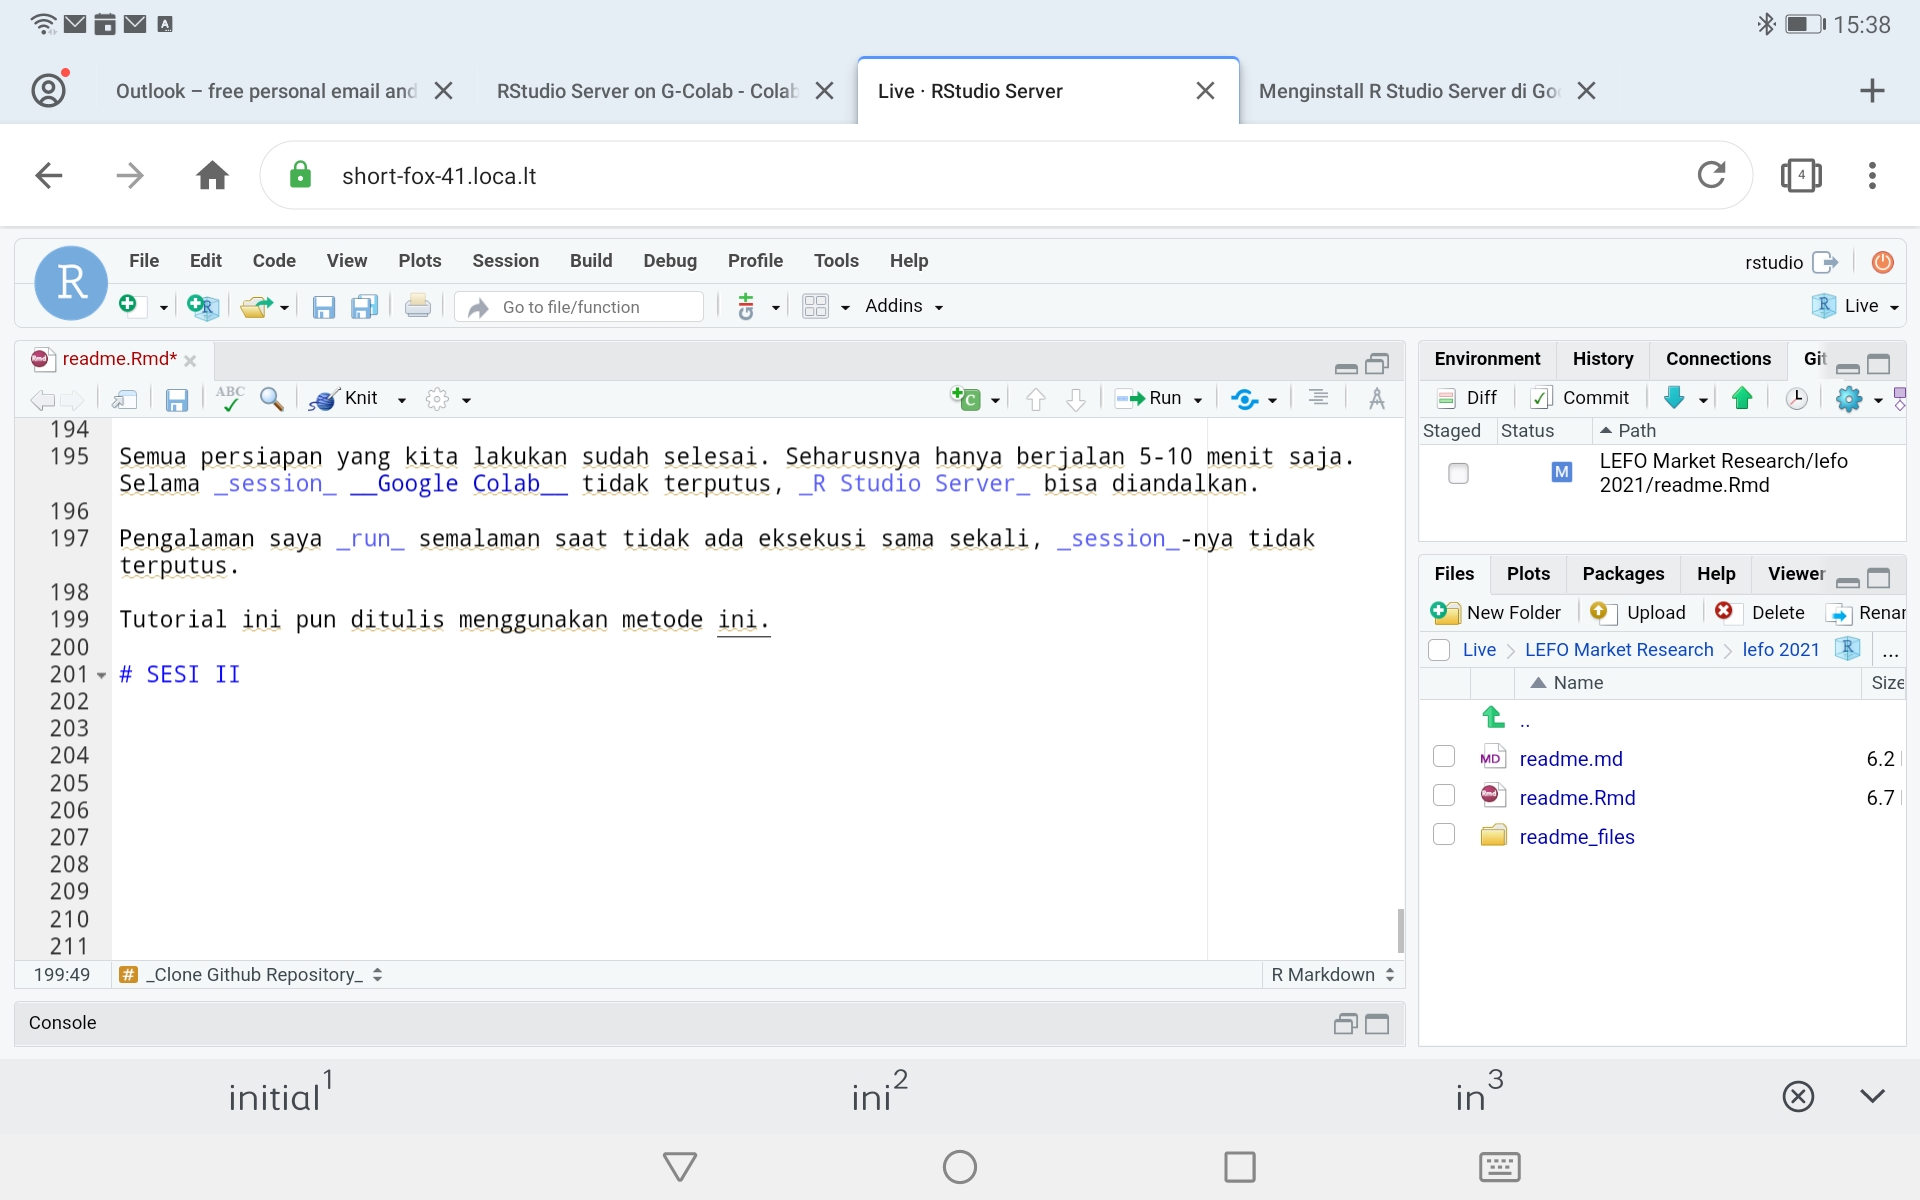 15:38
Outlook – free personal email and
RStudio Server on G-Colab - Colab
Live · RStudio Server
Menginstall R Studio Server di Goo
short-fox-41.loca.lt
4
R File Edit Code View Plots Session Build Debug Profile Tools Help
rstudio
Go to file/function
Addins
Live
readme.Rmd*
ABC
Knit
Run
194
195 Semua persiapan yang kita lakukan sudah selesai. Seharusnya hanya berjalan 5-10 menit saja.
Selama _session_ __Google Colab__ tidak terputus, _R Studio Server_ bisa diandalkan.
196
197 Pengalaman saya _run_ semalaman saat tidak ada eksekusi sama sekali, _session_-nya tidak
terputus.
198
199 Tutorial ini pun ditulis menggunakan metode ini.
200
201 # SESI II
202
203
204
205
206
207
208
209
210
211
199:49 # _Clone Github Repository_
R Markdown
Console
Environment History Connections Git
Diff Commit
Staged Status Path
M LEFO Market Research/lefo
2021/readme.Rmd
Files Plots Packages Help Viewer
New Folder Upload Delete Renar
Live LEFO Market Research lefo 2021 R ...
Name Size
..
MD readme.md 6.2
Rmd readme.Rmd 6.7
readme_files
initial 1
ini 2
in 3